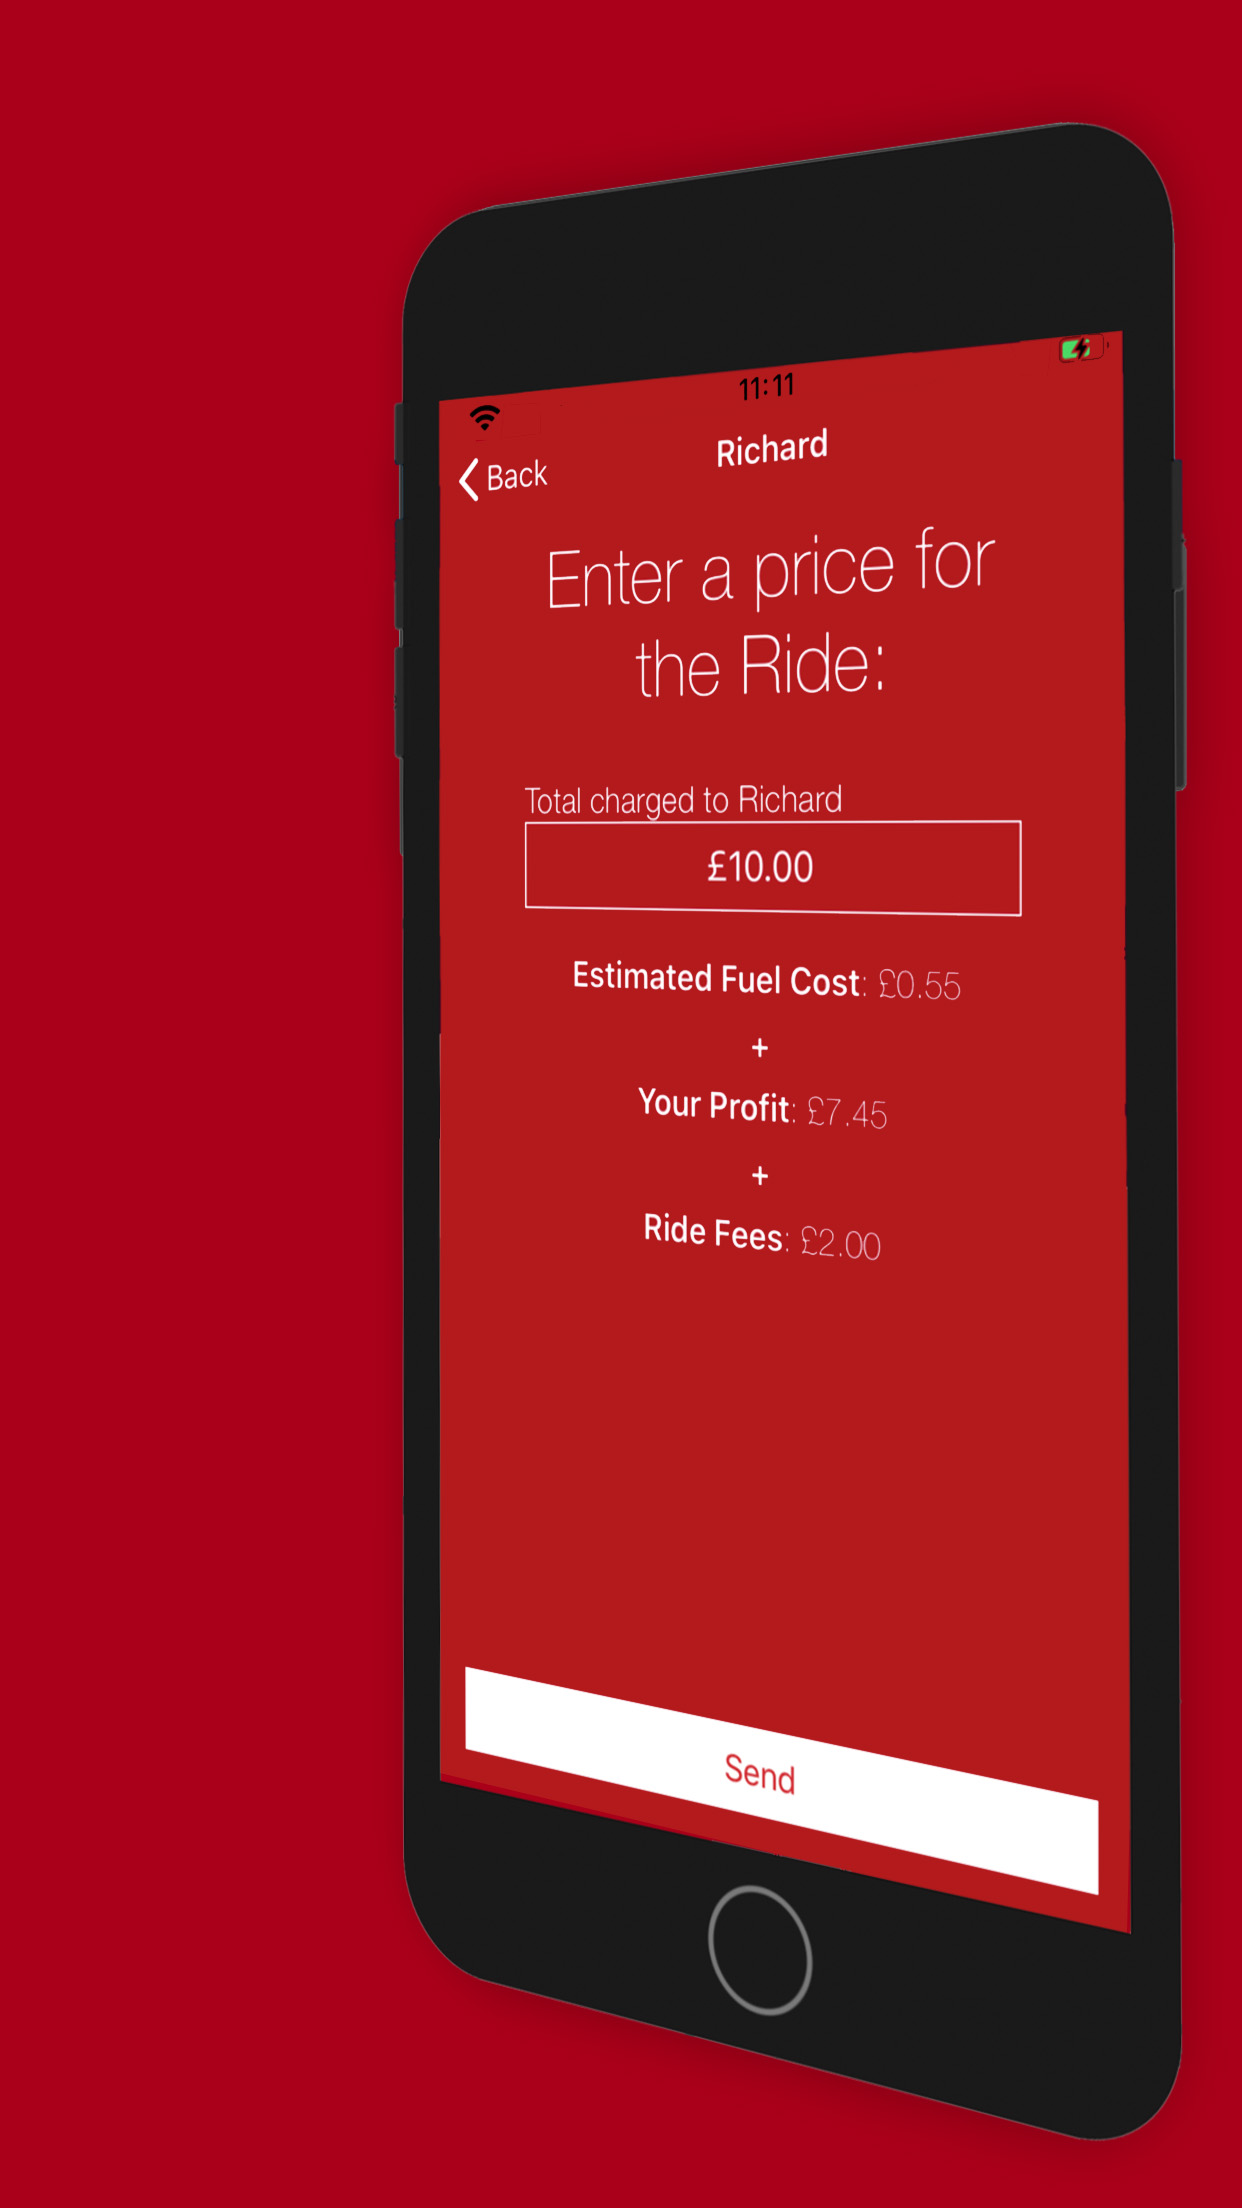 11:11
Back
Richard
Enter a price for
the Ride:
Total charged to Richard
£10.00
Estimated Fuel Cost: £0.55
+
Your Profit: £7.45
+
Ride Fees: £2.00
Send